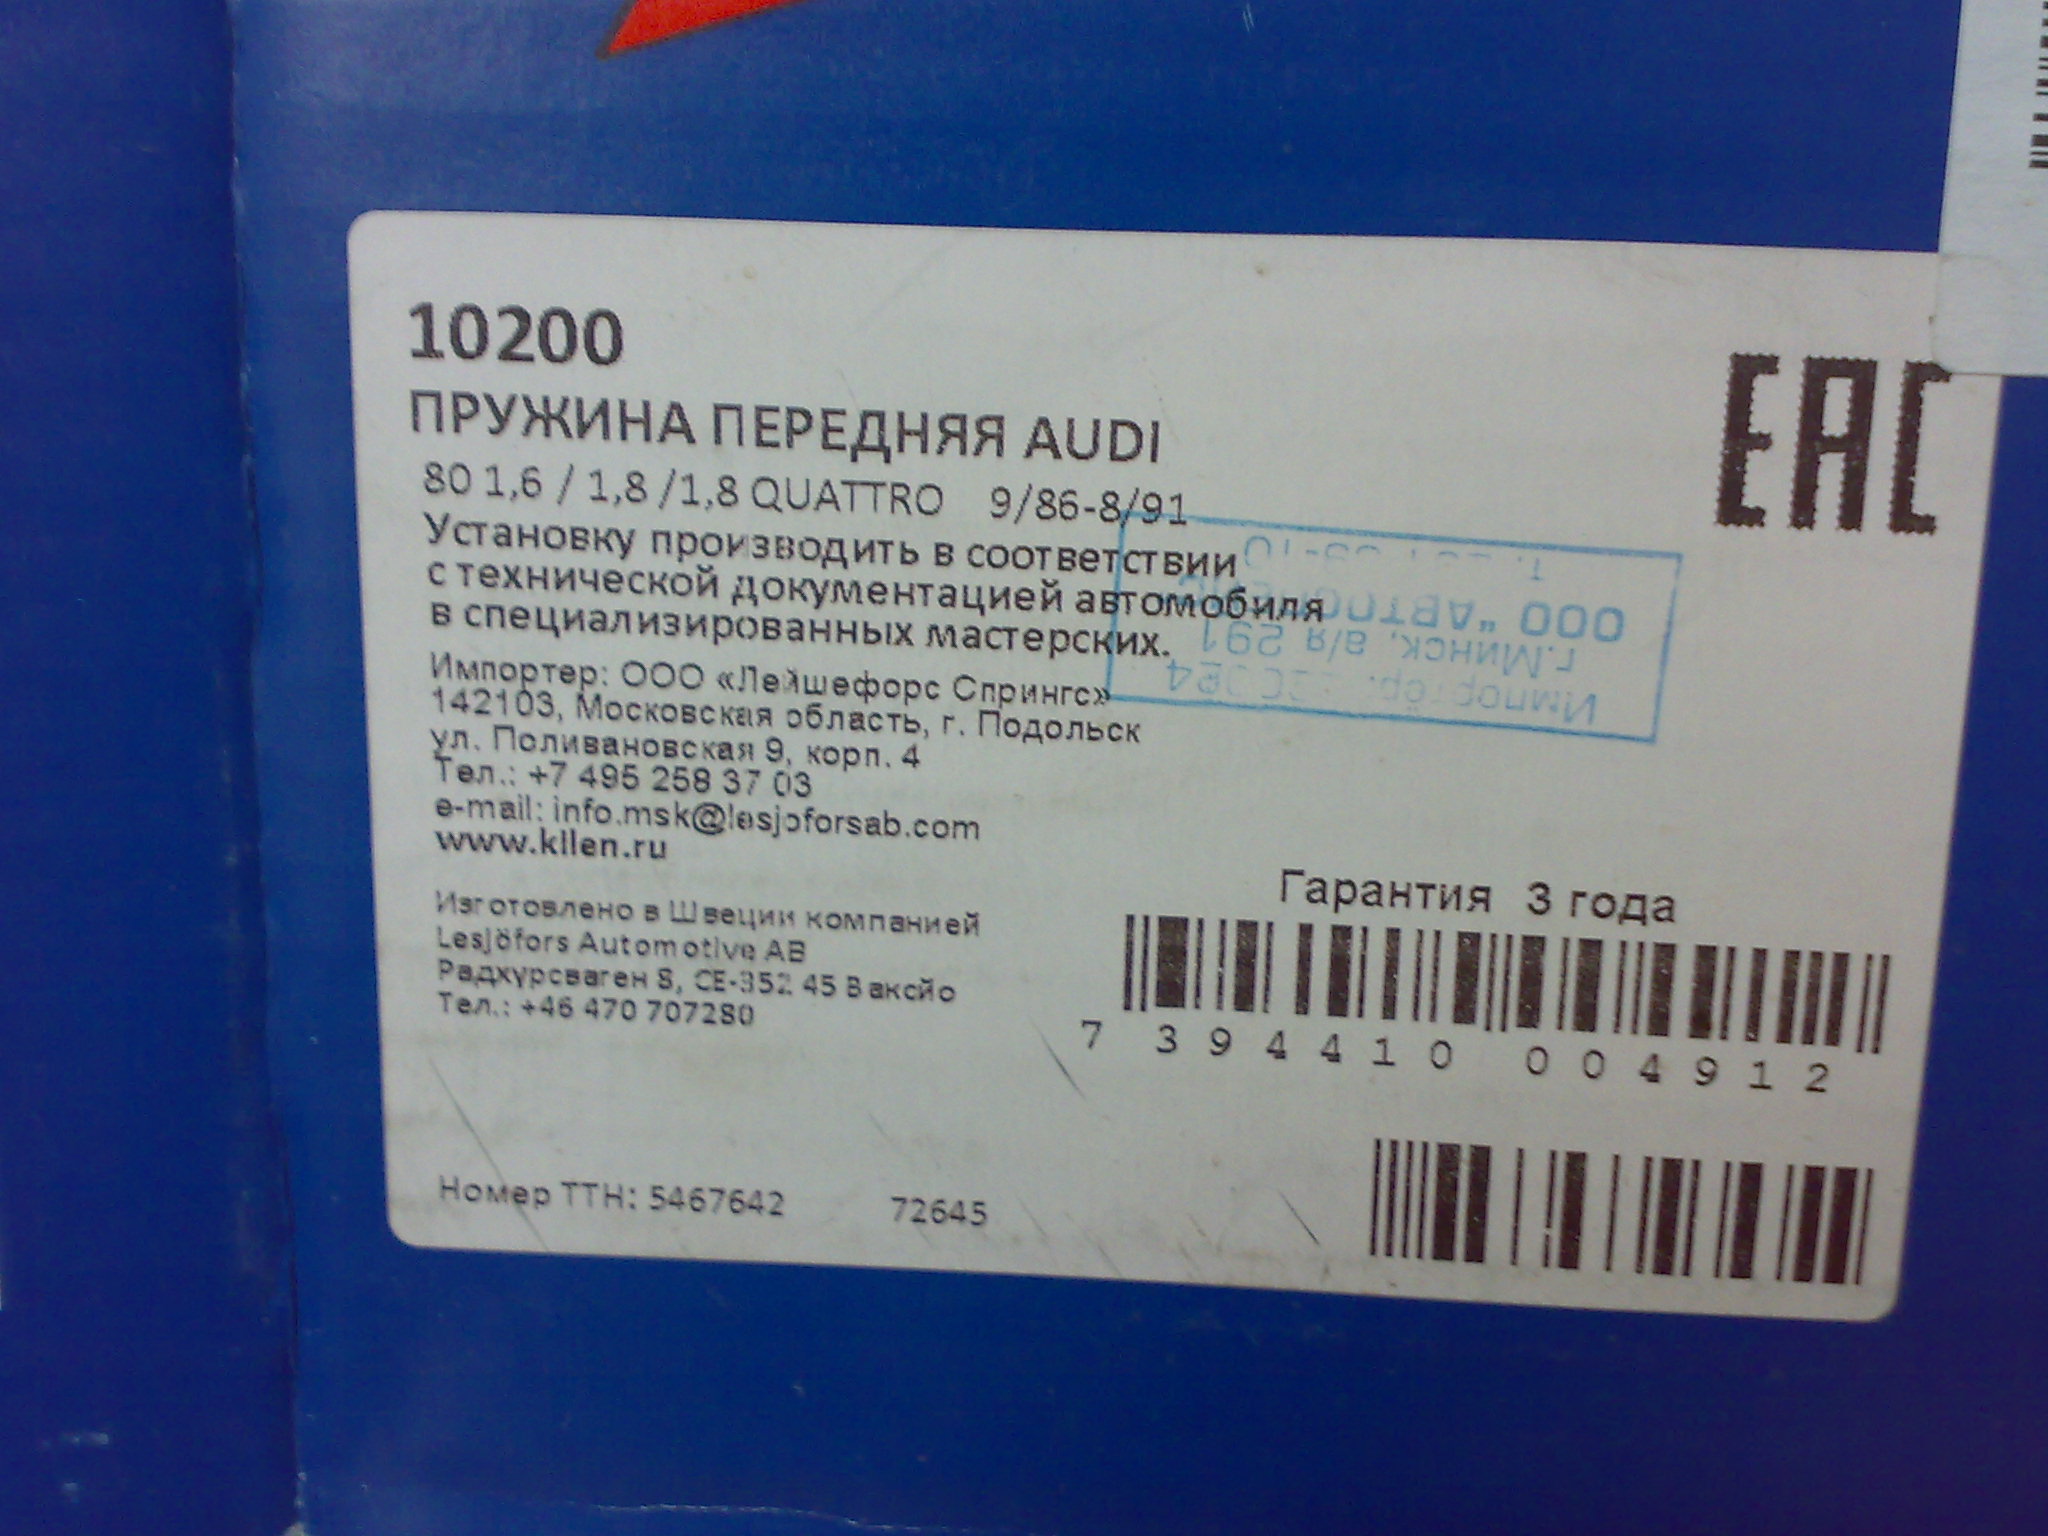 10200
ПРУЖИНА ПЕРЕДНЯЯ AUDI
80 1,6 / 1,8 /1,8 QUATTRO 9/86-8/91
Установку производить в соответствии
с технической документацией автомобиля
в специализированных мастерских.
Импортер: ООО «Лейшефорс Спрингс»
142103, Московская область, г. Подольск
ул. Поливановская 9, корп. 4
Тел.: +7 495 258 37 03
e-mail: info.msk@lesjoforsab.com
www.kilen.ru
Изготовлено в Швеции компанией
Lesjöfors Automotive AB
Радхурсваген 8, СЕ-352 45 Ваксйо
Тел.: +46 470 707280
Номер ТТН: 5467642 72645
EAC
Импортёр:
г.Минск, а/я 291
ООО
Гарантия 3 года
7 394410 004912